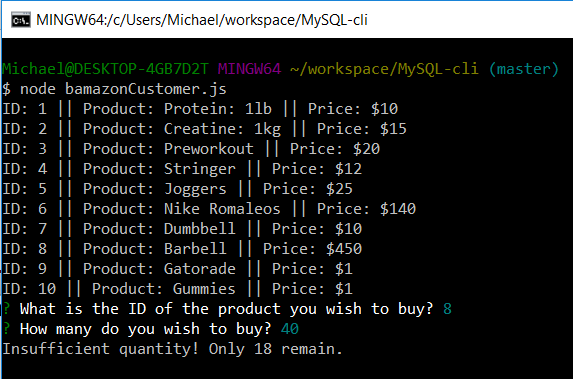 MINGW64:/c/Users/Michael/workspace/MySQL-cli
Michael@DESKTOP-4GB7D2T MINGW64 ~/workspace/MySQL-cli (master)
$ node bamazonCustomer.js
ID: 1 || Product: Protein: 1lb || Price: $10
ID: 2 || Product: Creatine: 1kg || Price: $15
ID: 3 || Product: Preworkout || Price: $20
ID: 4 || Product: Stringer || Price: $12
ID: 5 || Product: Joggers || Price: $25
ID: 6 || Product: Nike Romaleos || Price: $140
ID: 7 || Product: Dumbbell || Price: $10
ID: 8 || Product: Barbell || Price: $450
ID: 9 || Product: Gatorade || Price: $1
ID: 10 || Product: Gummies || Price: $1
? What is the ID of the product you wish to buy? 8
? How many do you wish to buy? 40
Insufficient quantity! Only 18 remain.